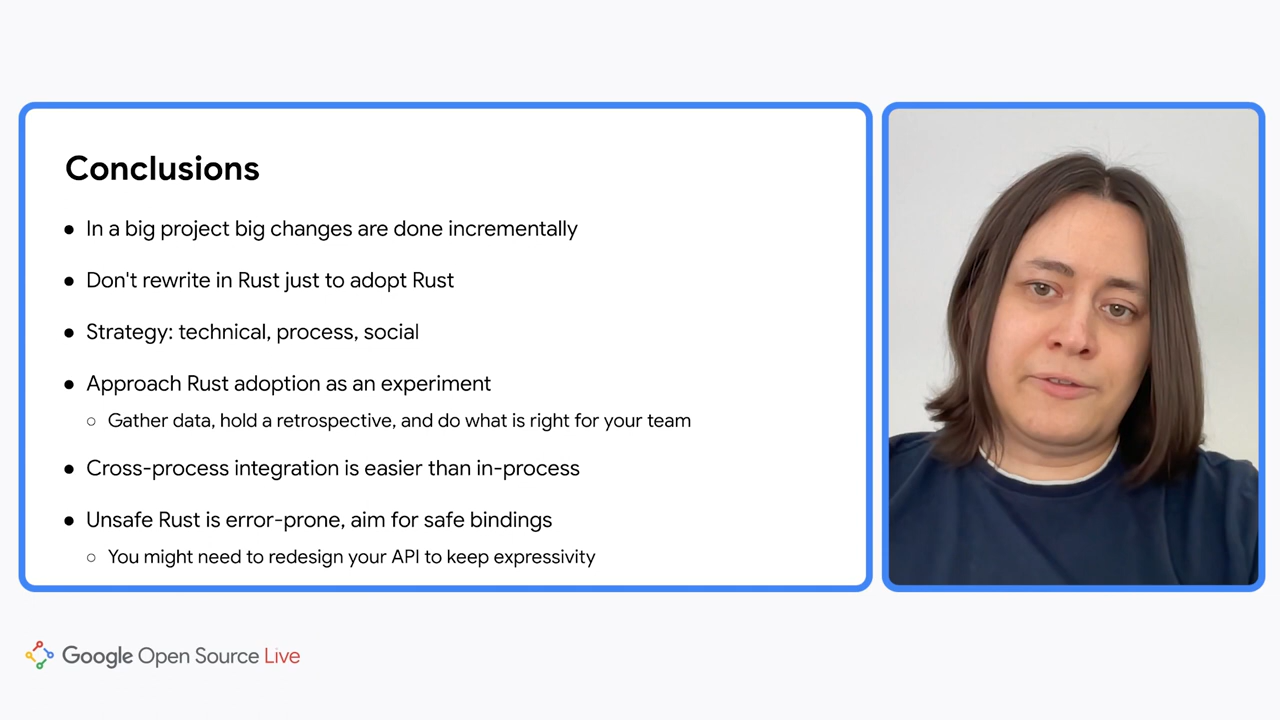 Conclusions
● In a big project big changes are done incrementally
● Don't rewrite in Rust just to adopt Rust
● Strategy: technical, process, social
● Approach Rust adoption as an experiment
○ Gather data, hold a retrospective, and do what is right for your team
● Cross-process integration is easier than in-process
● Unsafe Rust is error-prone, aim for safe bindings
○ You might need to redesign your API to keep expressivity
Google Open Source Live